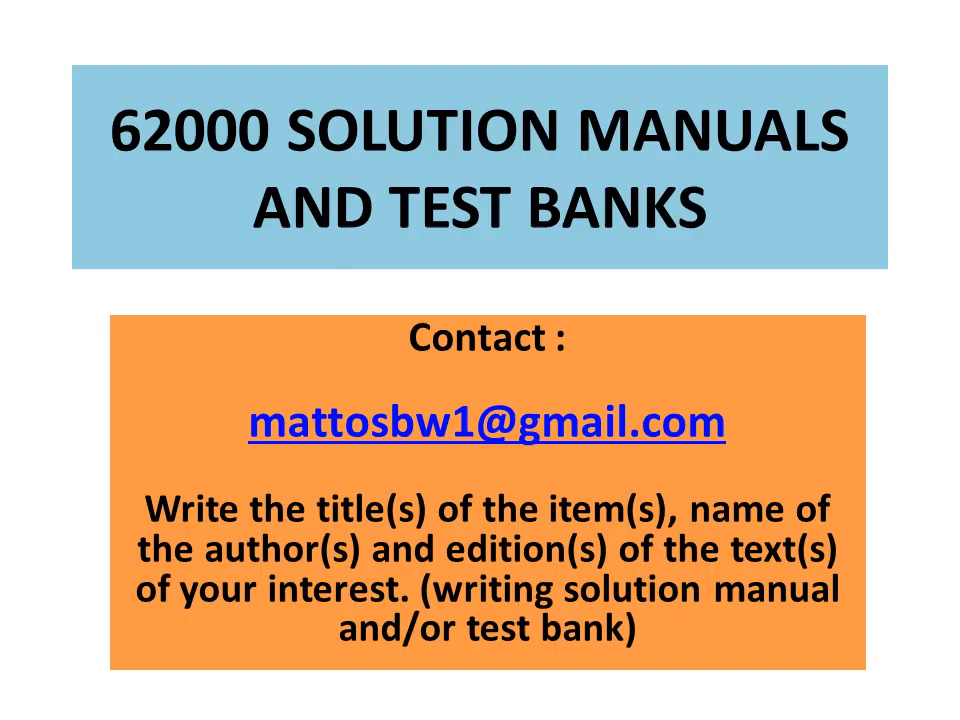 62000 SOLUTION MANUALS
AND TEST BANKS
Contact :
mattosbw1@gmail.com
Write the title(s) of the item(s), name of
the author(s) and edition(s) of the text(s)
of your interest. (writing solution manual
and/or test bank)